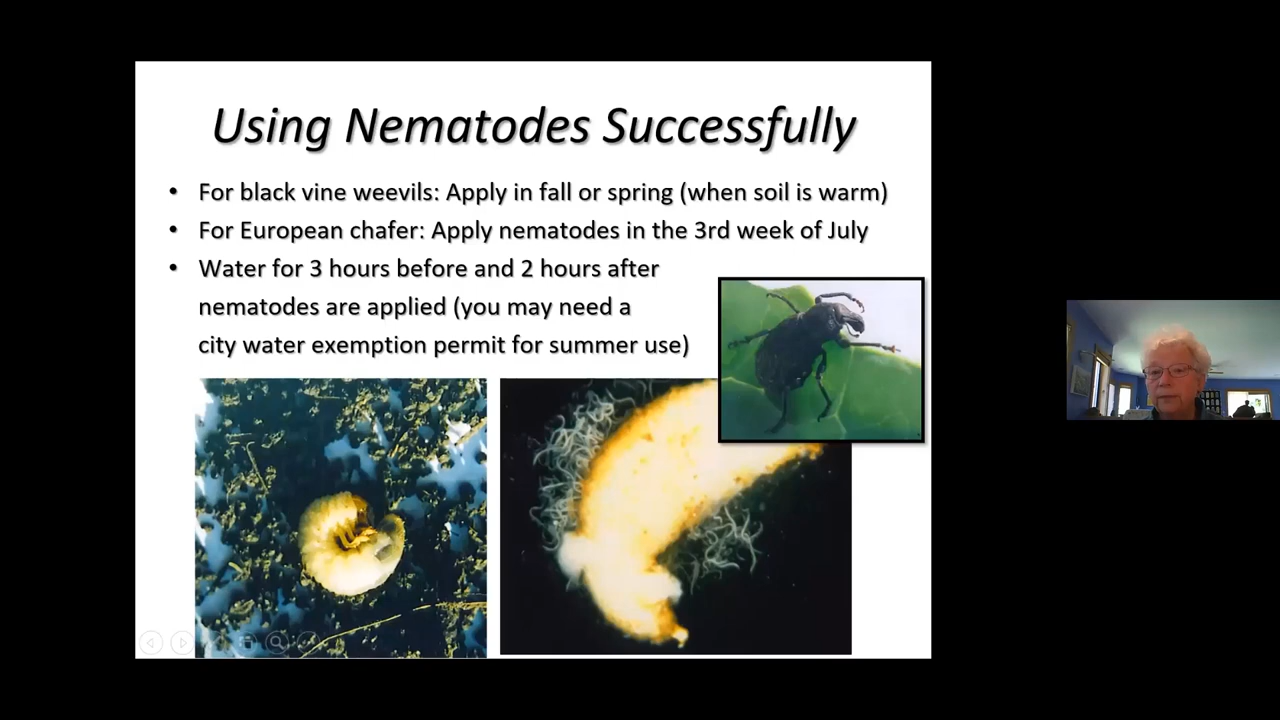 Using Nematodes Successfully
• For black vine weevils: Apply in fall or spring (when soil is warm)
• For European chafer: Apply nematodes in the 3rd week of July
• Water for 3 hours before and 2 hours after
nematodes are applied (you may need a
city water exemption permit for summer use)